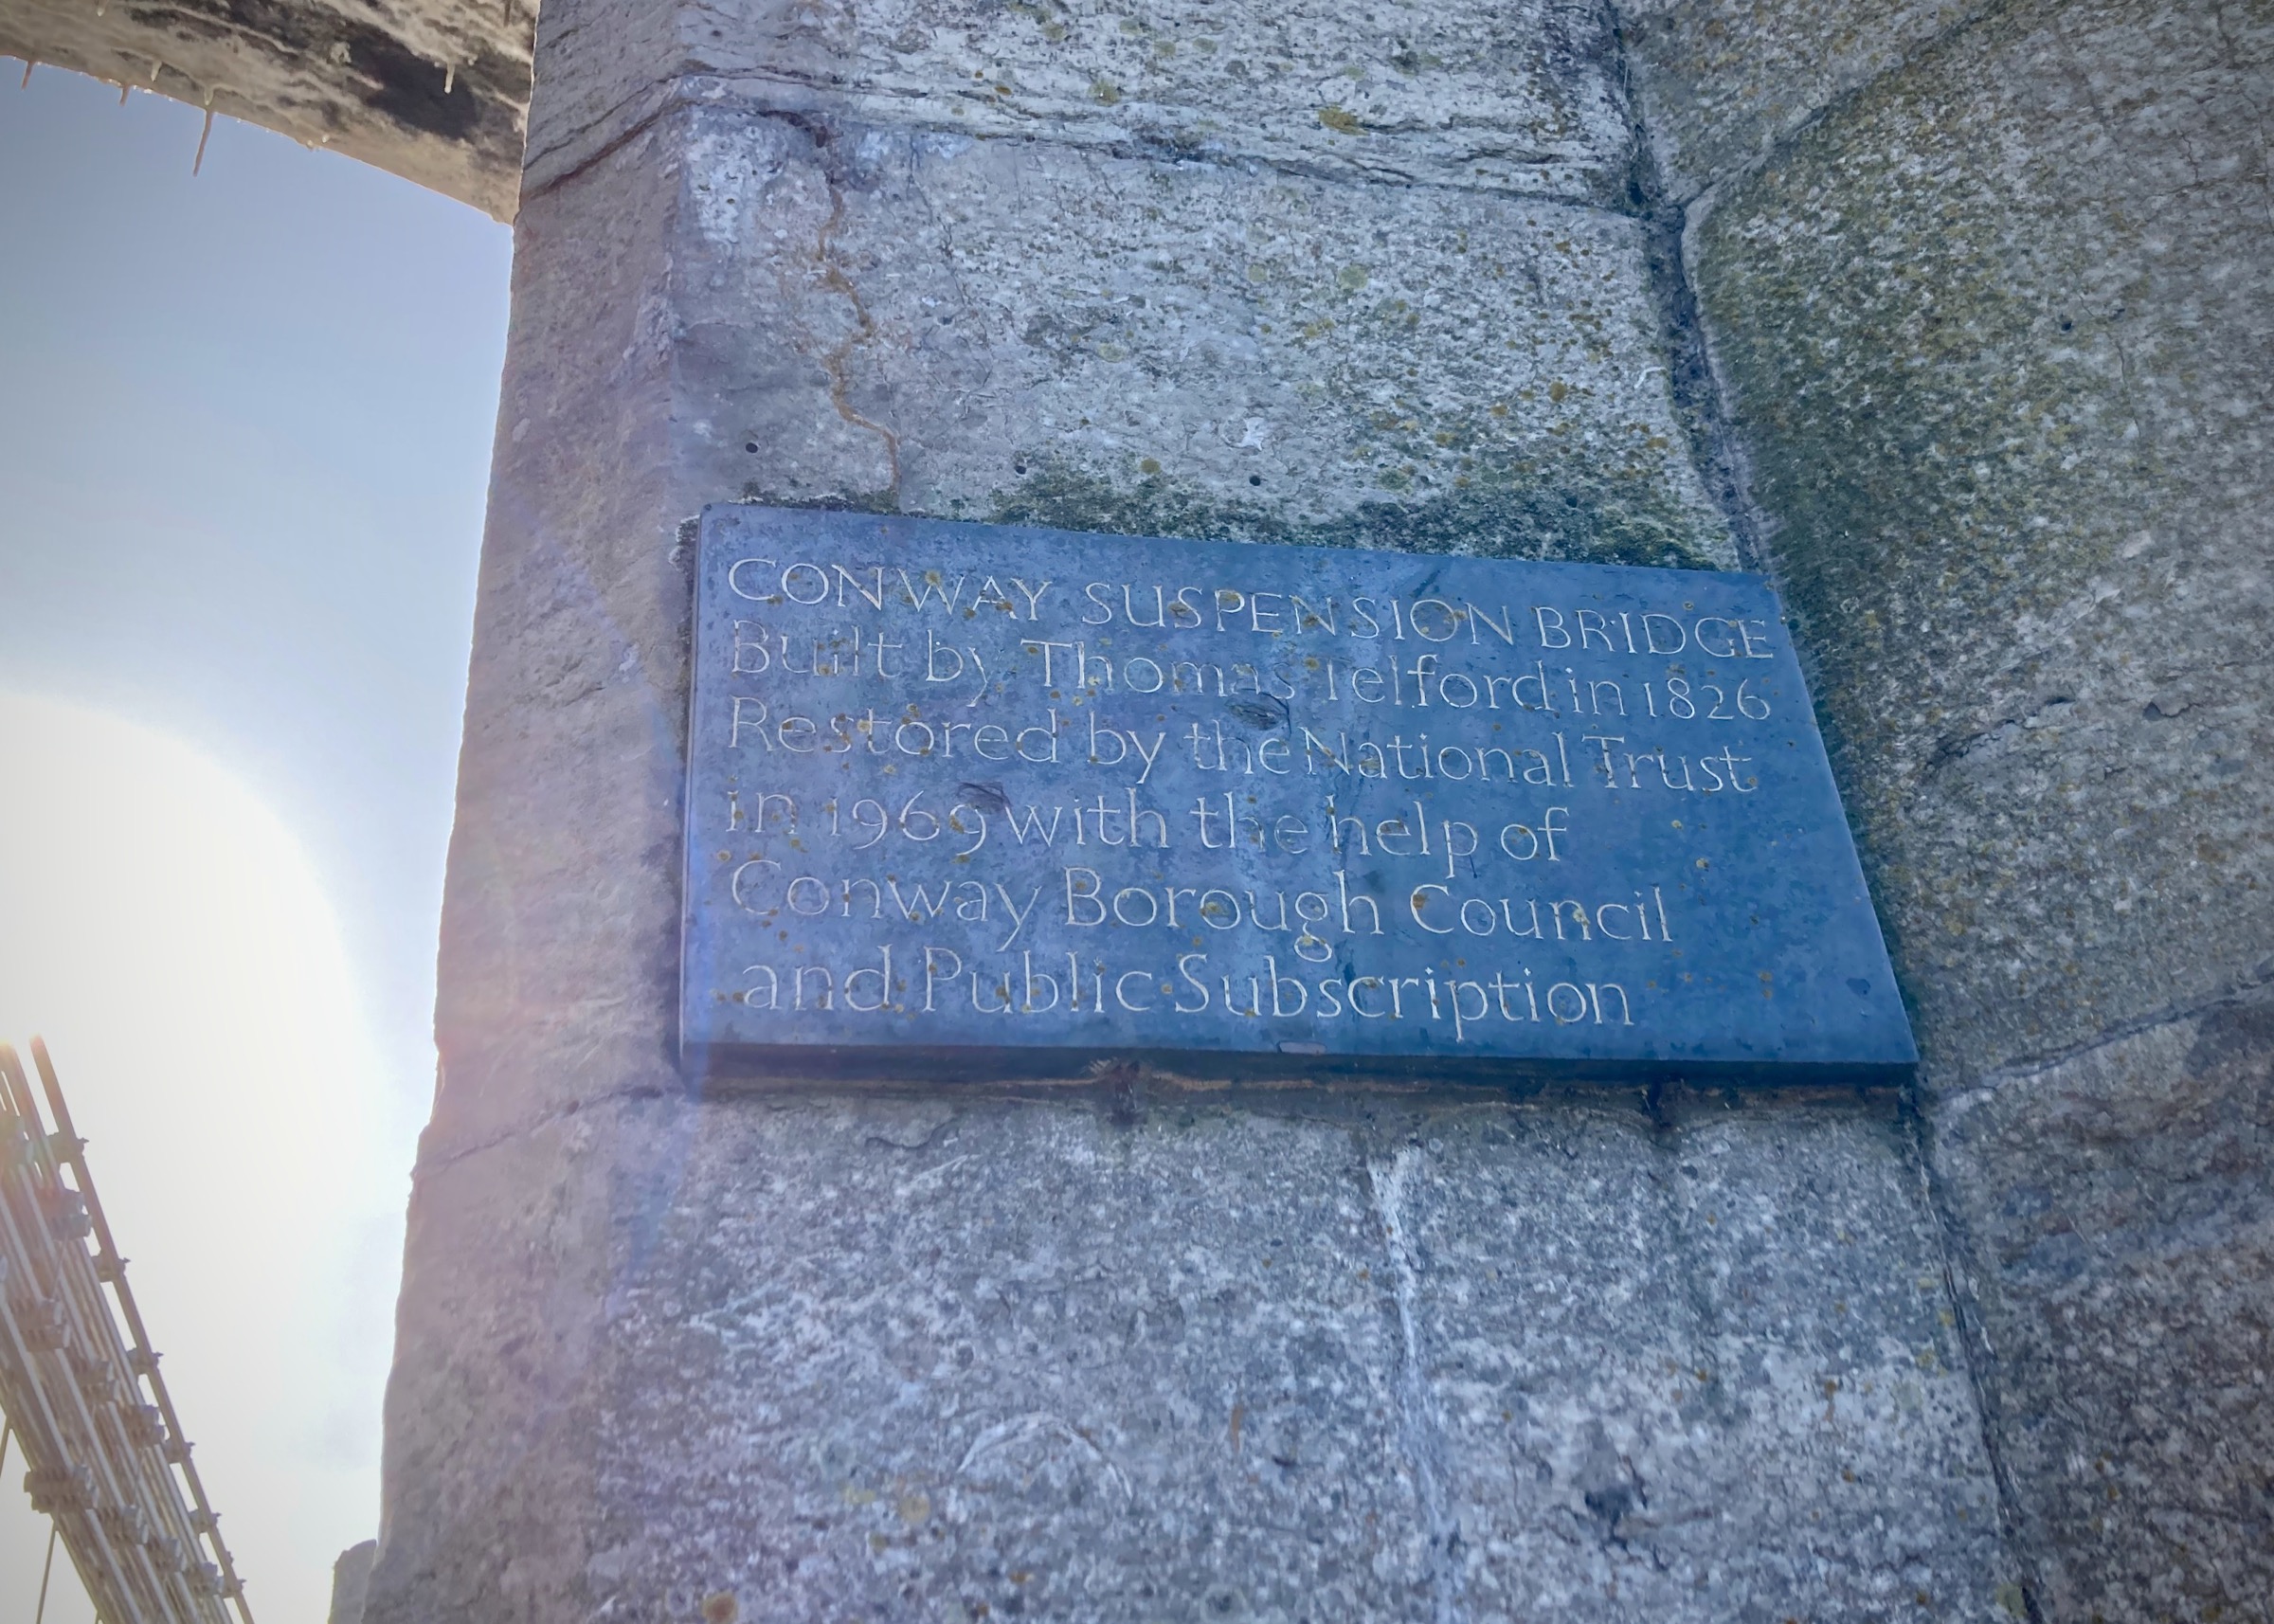 CONWAY SUSPENSION BRIDGE
Built by Thomas Telford in 1826
Restored by the National Trust
in 1969 with the help of
Conway Borough Council
and Public Subscription